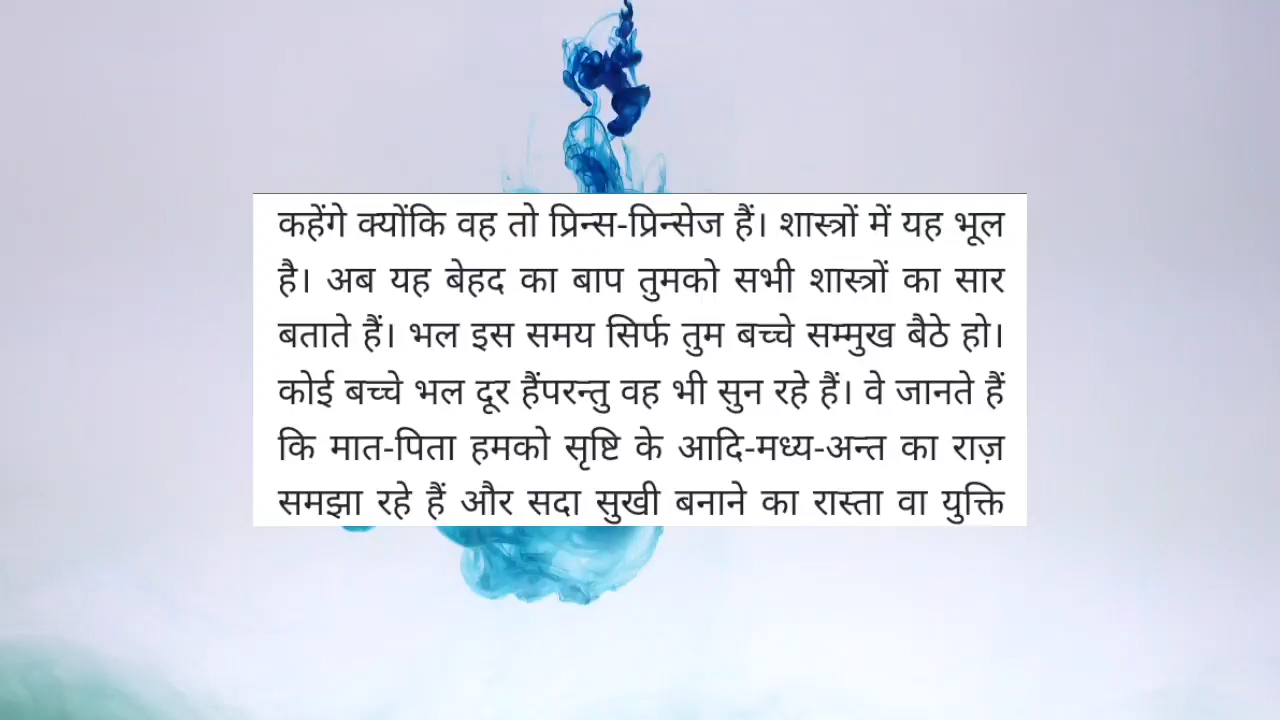 कहेंगे क्योंकि वह तो प्रिन्स-प्रिन्सेज हैं। शास्त्रों में यह भूल
है। अब यह बेहद का बाप तुमको सभी शास्त्रों का सार
बताते हैं। भल इस समय सिर्फ तुम बच्चे सम्मुख बैठे हो।
कोई बच्चे भल दूर हैंपरन्तु वह भी सुन रहे हैं। वे जानते हैं
कि मात-पिता हमको सृष्टि के आदि-मध्य-अन्त का राज़
समझा रहे हैं और सदा सुखी बनाने का रास्ता वा युक्ति